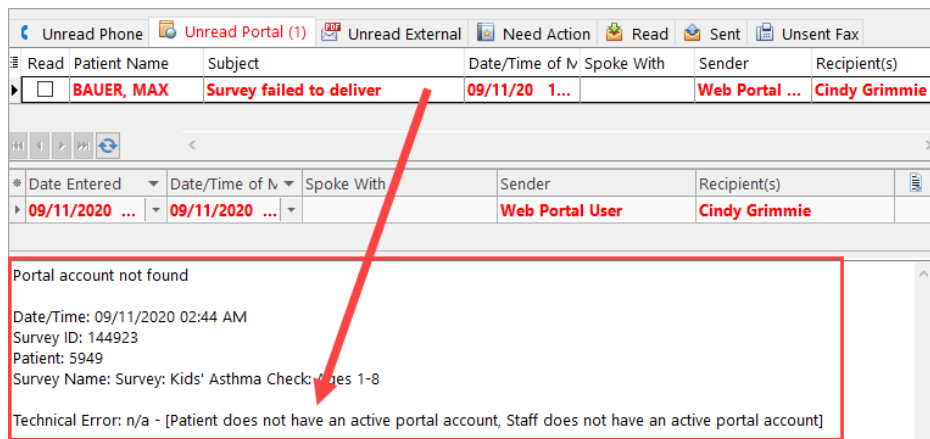 Unread Phone Unread Portal (1) Unread External Need Action Read Sent Unsent Fax
Read Patient Name Subject Date/Time of M Spoke With Sender Recipient(s)
BAUER, MAX Survey failed to deliver 09/11/20 1... Web Portal ... Cindy Grimmie
Date Entered Date/Time of M Spoke With Sender Recipient(s)
09/11/2020 ... 09/11/2020 ... Web Portal User Cindy Grimmie
Portal account not found
Date/Time: 09/11/2020 02:44 AM
Survey ID: 144923
Patient: 5949
Survey Name: Survey: Kids' Asthma Check: Ages 1-8
Technical Error: n/a - [Patient does not have an active portal account, Staff does not have an active portal account]